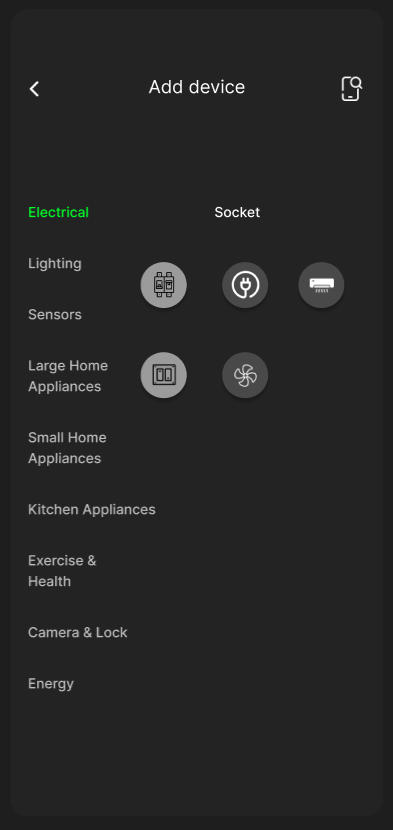 Add device
Electrical
Socket
Lighting
Sensors
Large Home
Appliances
Small Home
Appliances
Kitchen Appliances
Exercise &
Health
Camera & Lock
Energy